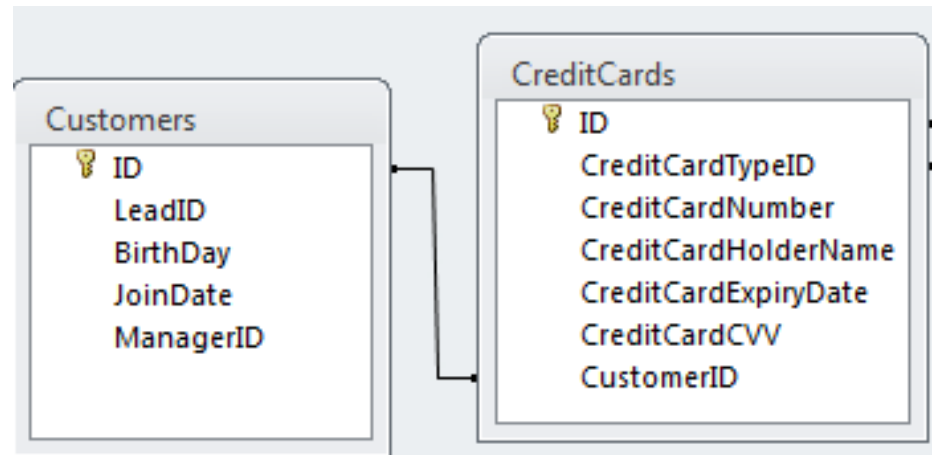 Customers
ID
LeadID
BirthDay
JoinDate
ManagerID
CreditCards
ID
CreditCardTypeID
CreditCardNumber
CreditCardHolderName
CreditCardExpiryDate
CreditCardCVV
CustomerID